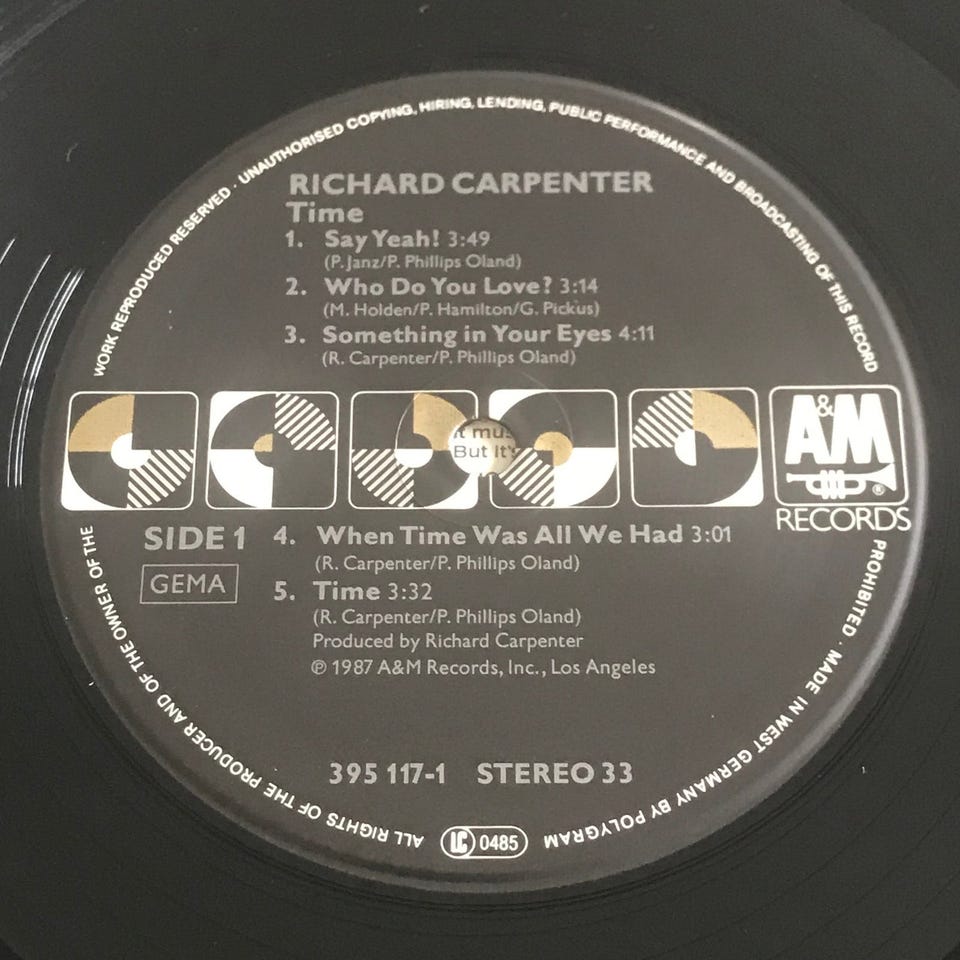 WORK REPRODUCED RESERVED · UNAUTHORISED COPYING, HIRING, LENDING, PUBLIC PERFORMANCE AND BROADCASTING OF THIS RECORD
RICHARD CARPENTER
Time
1. Say Yeah! 3:49
(P. Janz/P. Phillips Oland)
2. Who Do You Love? 3:14
(M. Holden/P. Hamilton/G. Pickus)
3. Something in Your Eyes 4:11
(R. Carpenter/P. Phillips Oland)
A&M
®
RECORDS
it mus
But It's
SIDE 1
GEMA
4. When Time Was All We Had 3:01
(R. Carpenter/P. Phillips Oland)
5. Time 3:32
(R. Carpenter/P. Phillips Oland)
Produced by Richard Carpenter
℗ 1987 A&M Records, Inc., Los Angeles
395 117-1 STEREO 33
PROHIBITED · MADE IN WEST GERMANY BY POLYGRAM
LC 0485
ALL RIGHTS OF THE PRODUCER AND OF THE OWNER OF THE